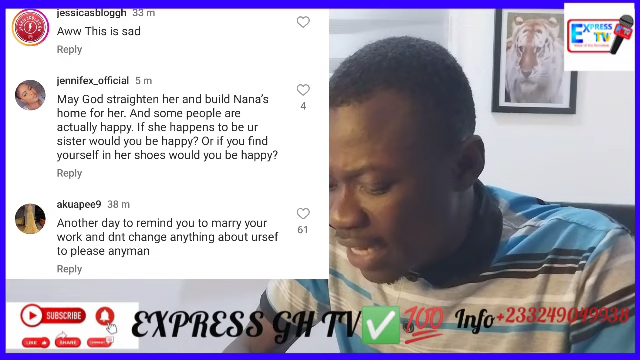 jessicasbloggh 33 m
Aww This is sad
Reply
jennifex_official 5 m
May God straighten her and build Nana's
home for her. And some people are
actually happy. If she happens to be ur
sister would you be happy? Or if you find
yourself in her shoes would you be happy?
4
Reply
akuapee9 38 m
Another day to remind you to marry your
work and dnt change anything about ursef
to please anyman
61
Reply
EXPRESS
TV
SUBSCRIBE
LIKE
SHARE
EXPRESS GH TV✅💯 Info+233249049938